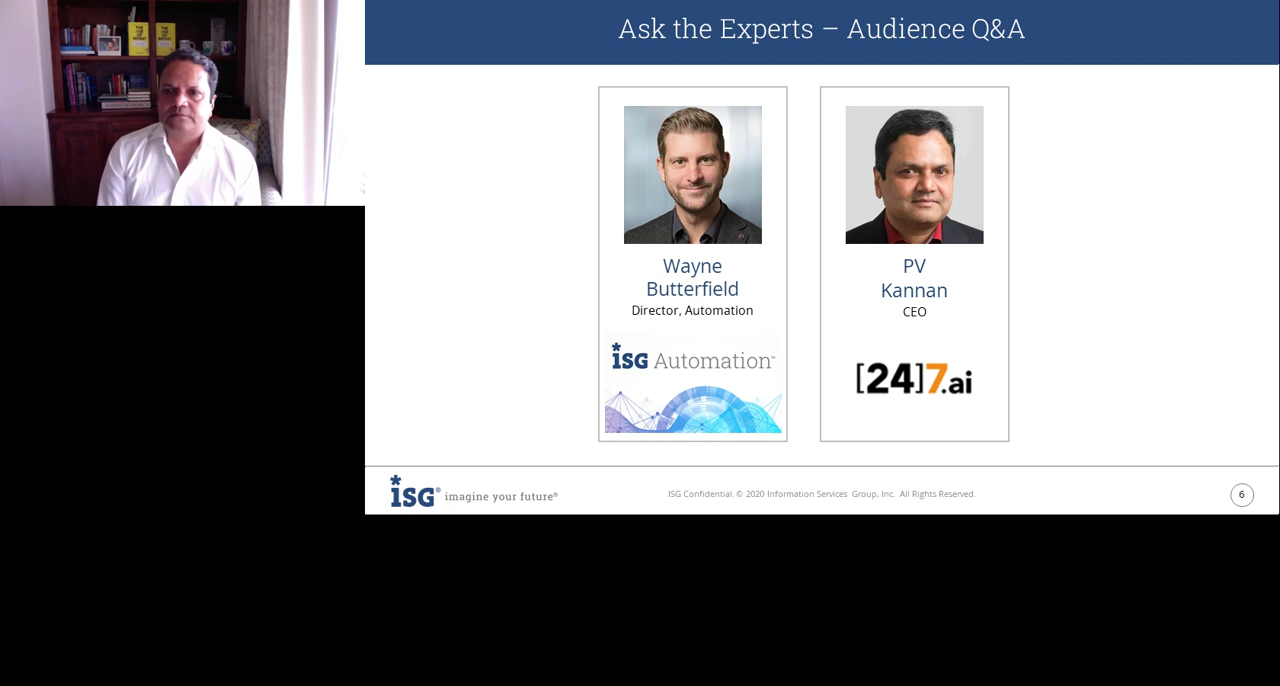 Ask the Experts – Audience Q&A
Wayne
Butterfield
Director, Automation
*ISG Automation™
PV
Kannan
CEO
[24]7.ai
*ISG® imagine your future®
ISG Confidential. © 2020 Information Services Group, Inc. All Rights Reserved.
6